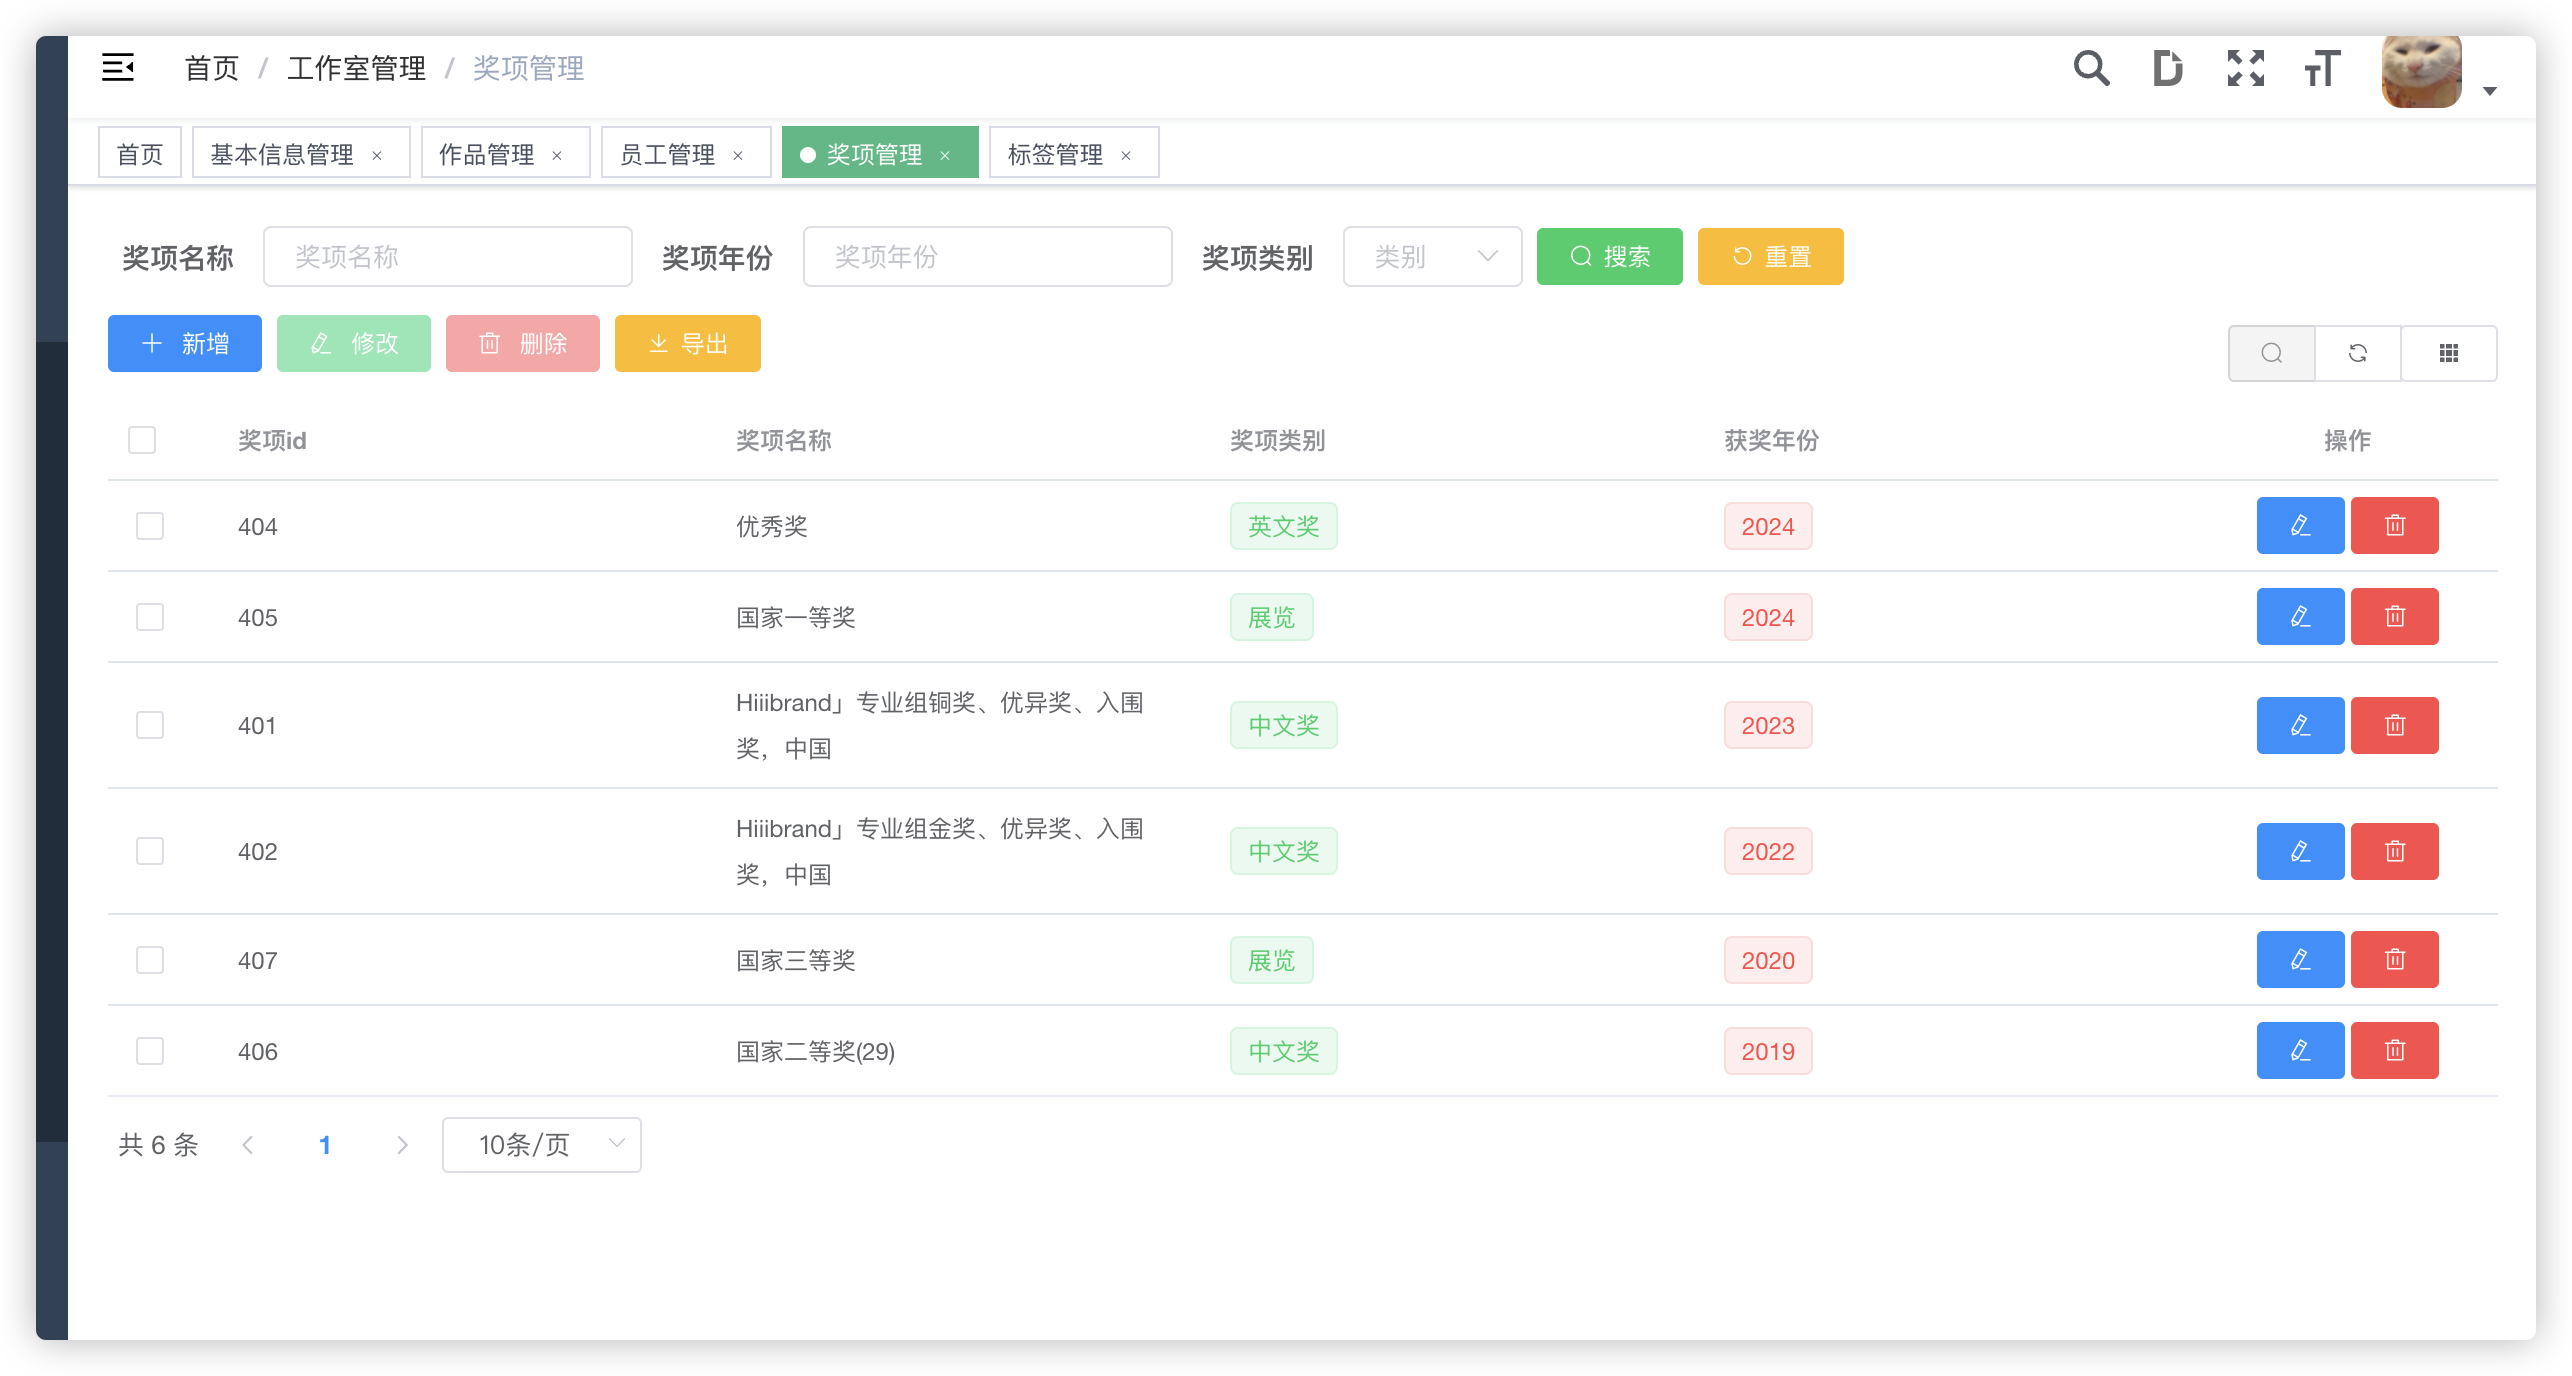 首页 / 工作室管理 / 奖项管理
首页 基本信息管理 × 作品管理 × 员工管理 × 奖项管理 × 标签管理 ×
奖项名称 奖项名称 奖项年份 奖项年份 奖项类别 类别 搜索 重置
新增 修改 删除 导出
奖项id 奖项名称 奖项类别 获奖年份 操作
404 优秀奖 英文奖 2024
405 国家一等奖 展览 2024
401 Hiiibrand」专业组铜奖、优异奖、入围
奖，中国 中文奖 2023
402 Hiiibrand」专业组金奖、优异奖、入围
奖，中国 中文奖 2022
407 国家三等奖 展览 2020
406 国家二等奖(29) 中文奖 2019
共 6 条 1 10条/页